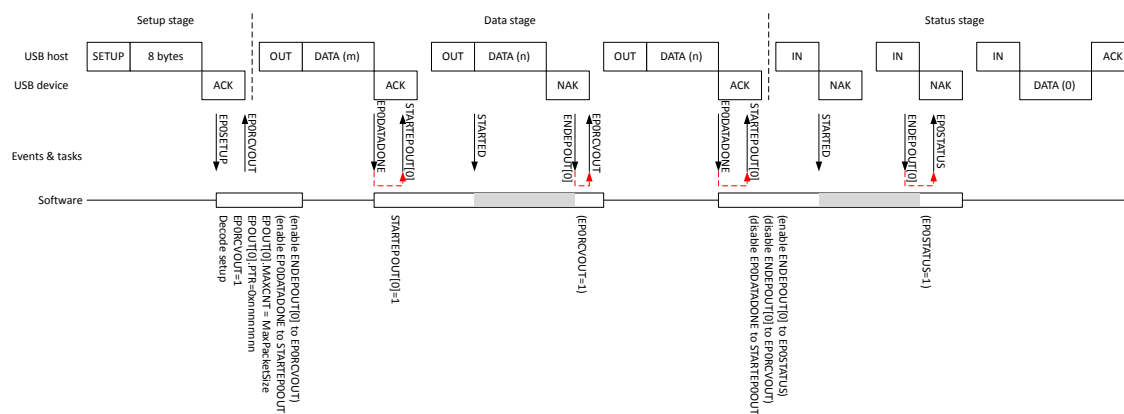 Setup stage
Data stage
Status stage
USB host
SETUP
8 bytes
OUT
DATA (m)
OUT
DATA (n)
OUT
DATA (n)
IN
IN
IN
ACK
USB device
ACK
ACK
NAK
ACK
NAK
NAK
DATA (0)
Events & tasks
EP0SETUP
EP0RCVOUT
EP0DATADONE
STARTEPOUT[0]
STARTED
ENDEPOUT[0]
EP0RCVOUT
EP0DATADONE
STARTEPOUT[0]
STARTED
ENDEPOUT[0]
EP0STATUS
Software
Decode setup
EP0RCVOUT=1
EPOUT[0].PTR=0xnnnnnnnn
EPOUT[0].MAXCNT = MaxPacketSize
(enable EP0DATADONE to STARTEP0OUT
(enable ENDEPOUT[0] to EP0RCVOUT)
STARTEPOUT[0]=1
(EP0RCVOUT=1)
(disable EP0DATADONE to STARTEP0OUT
(disable ENDEPOUT[0] to EP0RCVOUT)
(enable ENDEPOUT[0] to EP0STATUS)
(EP0STATUS=1)